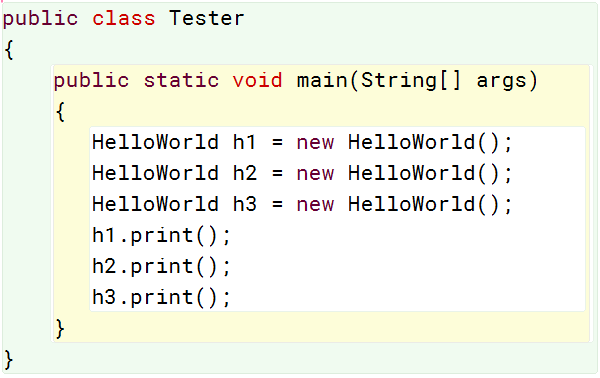 public class Tester
{
public static void main(String[] args)
{
HelloWorld h1 = new HelloWorld();
HelloWorld h2 = new HelloWorld();
HelloWorld h3 = new HelloWorld();
h1.print();
h2.print();
h3.print();
}
}